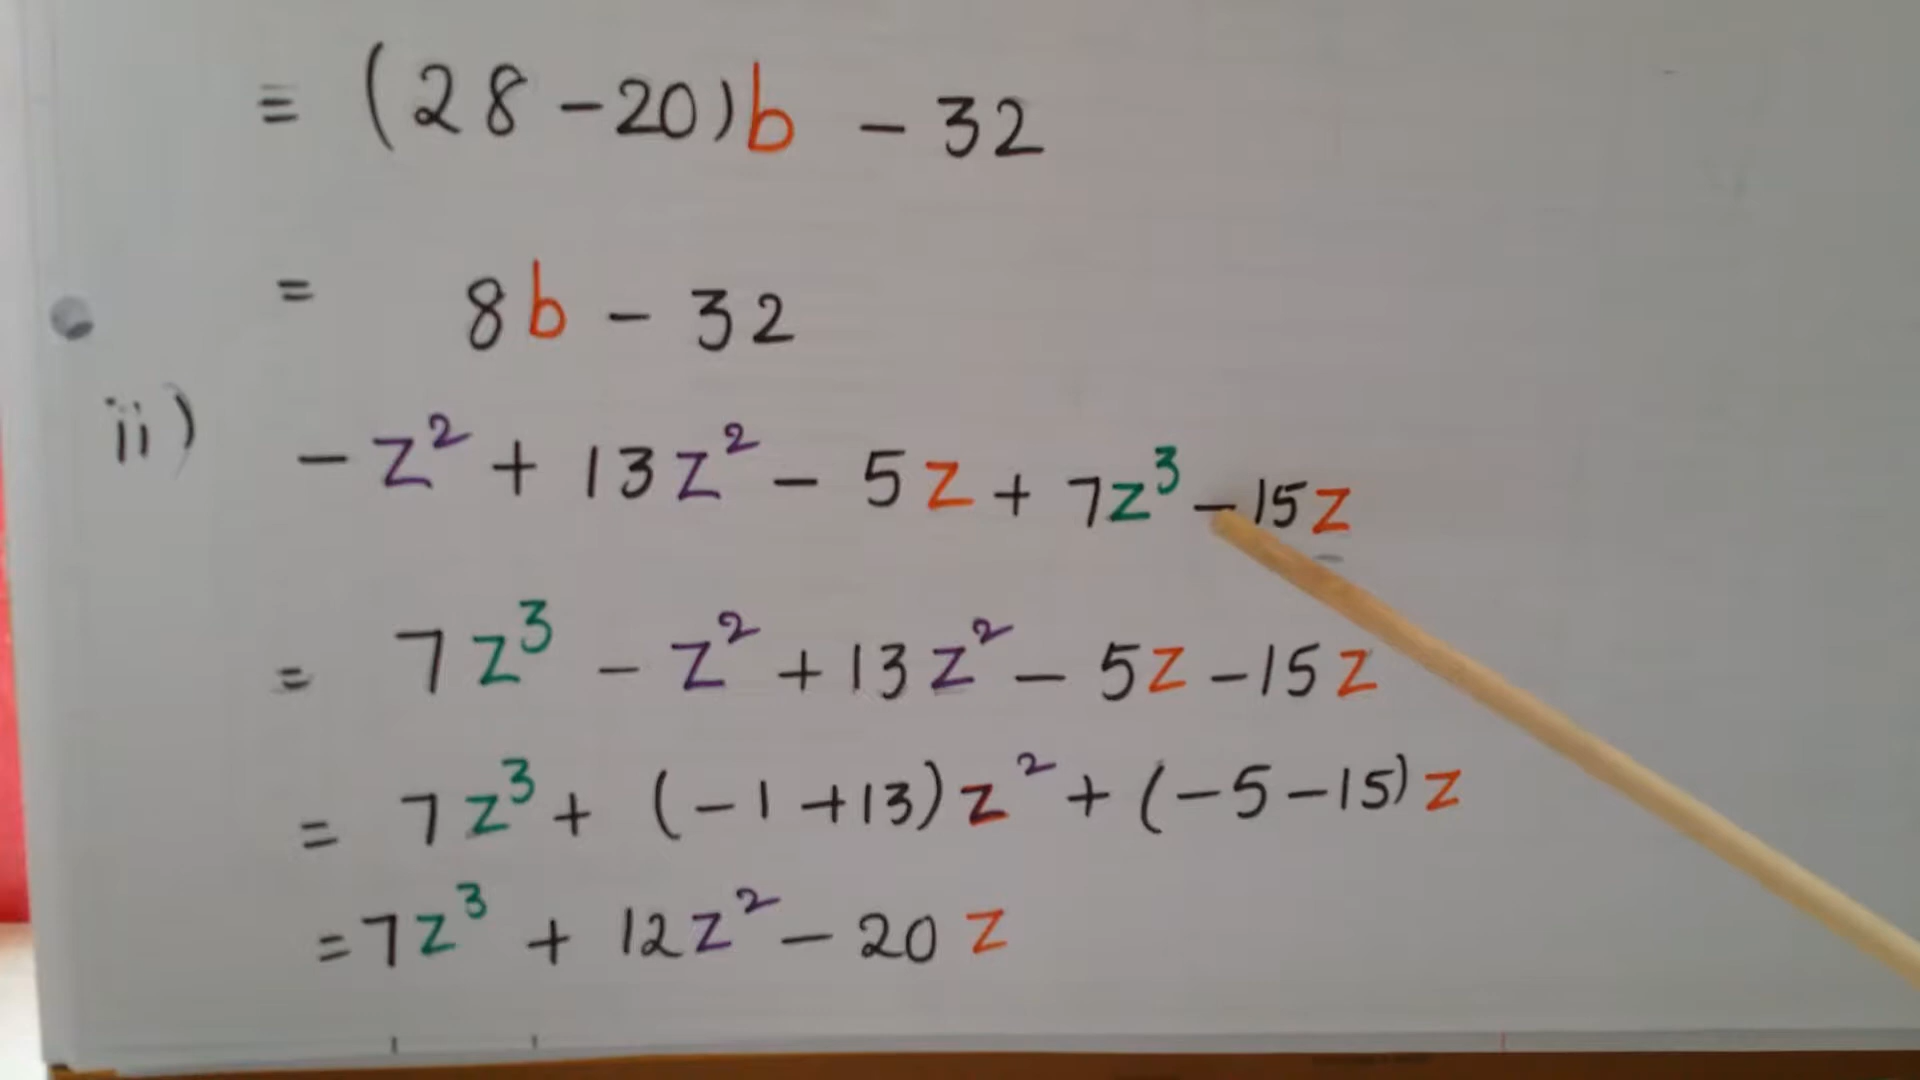 = (28-20)b - 32
= 8b - 32
ii) -z² + 13z² - 5z + 7z³ - 15z
= 7z³ - z² + 13z² - 5z - 15z
= 7z³ + (-1+13)z² + (-5-15)z
= 7z³ + 12z² - 20z